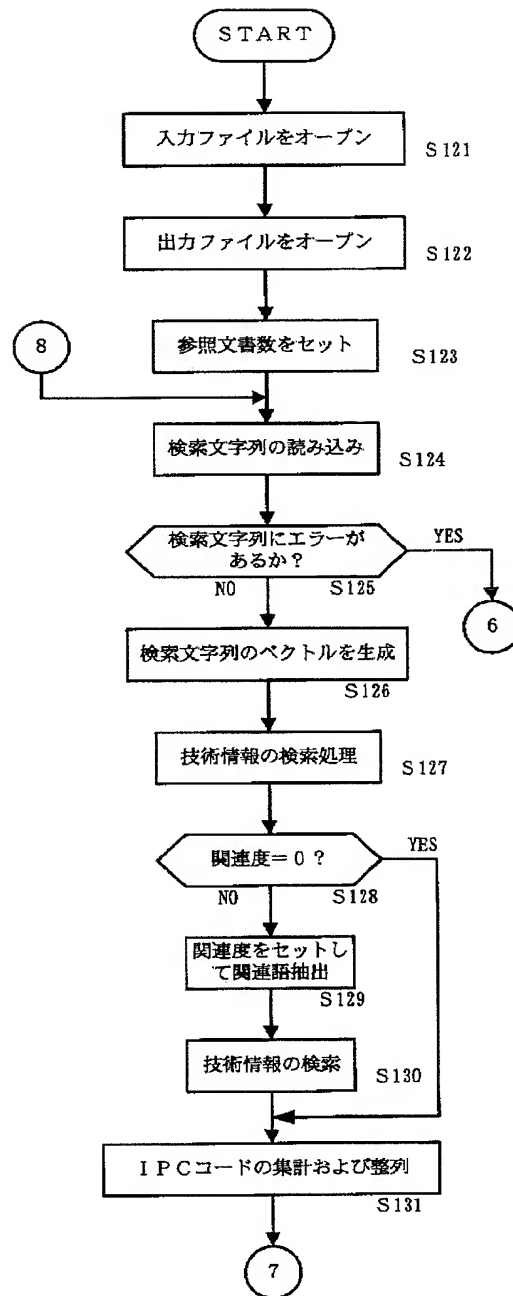 START
入力ファイルをオープン
S121
出力ファイルをオープン
S122
8
参照文書数をセット
S123
検索文字列の読み込み
S124
検索文字列にエラーが
あるか?
YES
NO
S125
6
検索文字列のベクトルを生成
S126
技術情報の検索処理
S127
関連度=0?
YES
NO
S128
関連度をセットし
て関連語抽出
S129
技術情報の検索
S130
IPCコードの集計および整列
S131
7